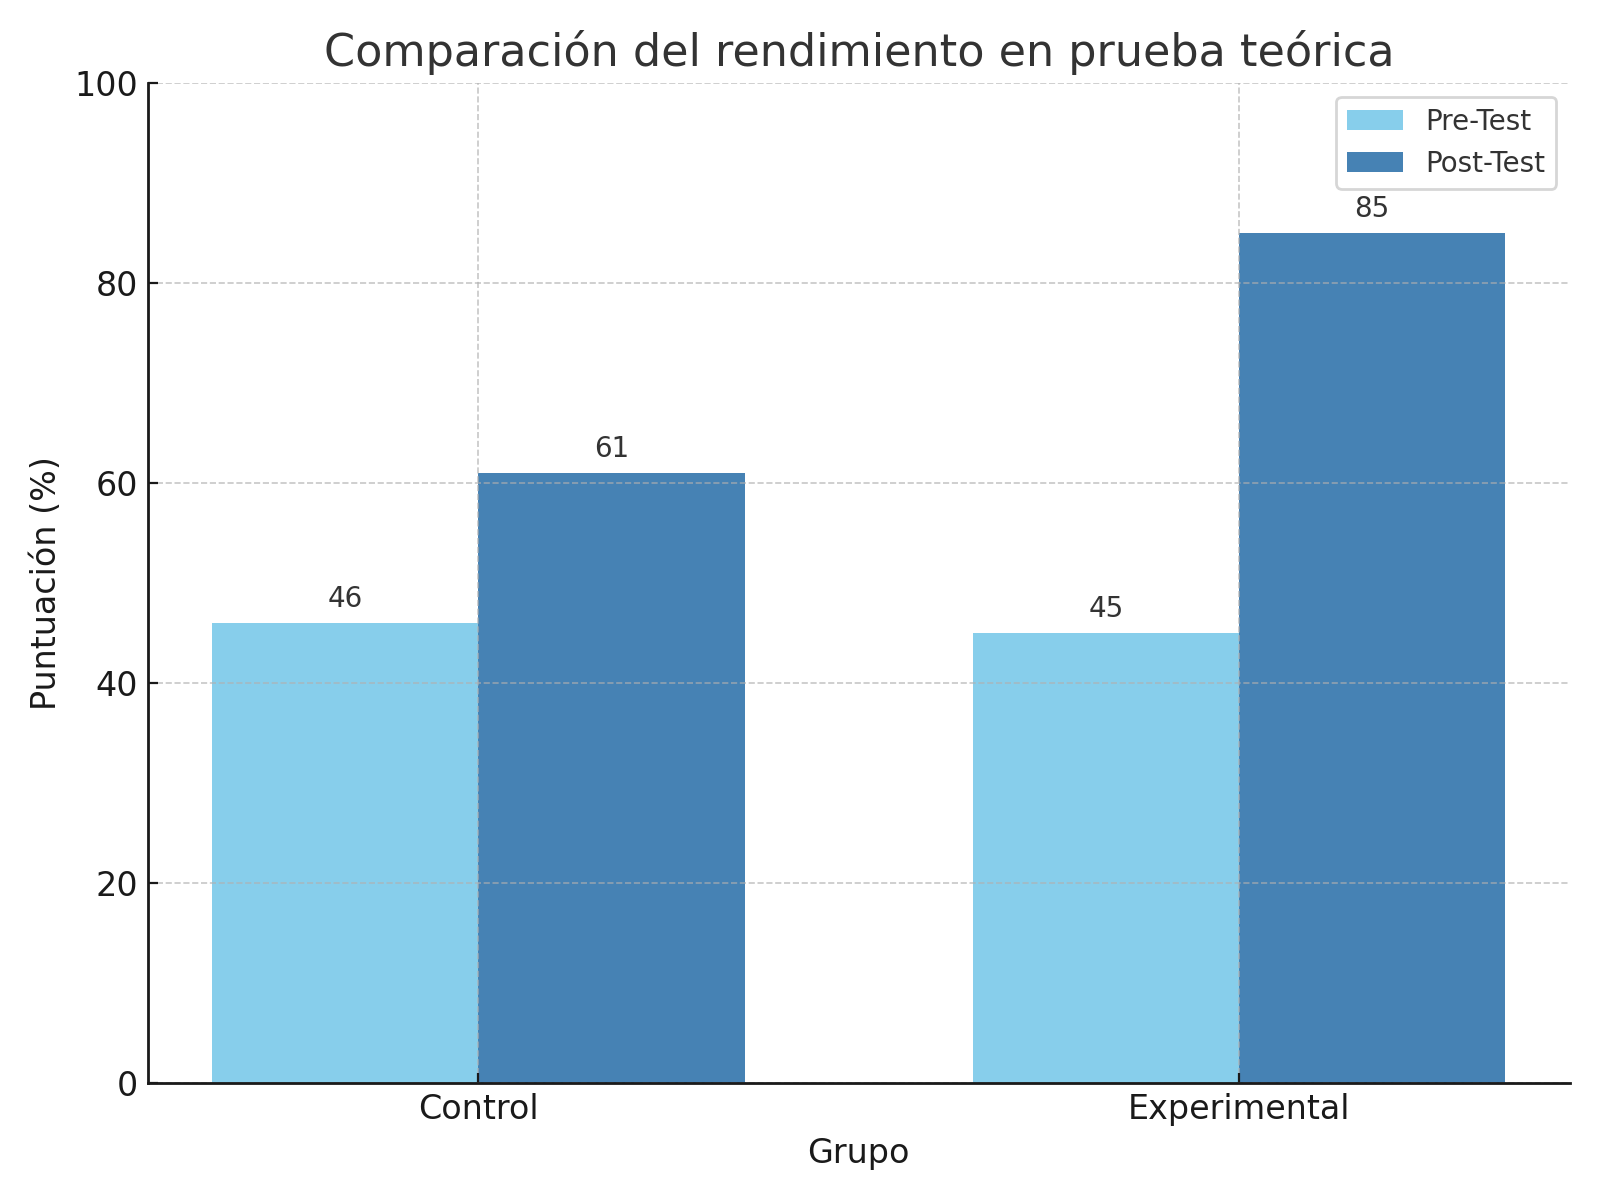 Comparación del rendimiento en prueba teórica
Pre-Test
Post-Test
100
80
60
40
20
0
Puntuación (%)
46
61
45
85
Control
Experimental
Grupo